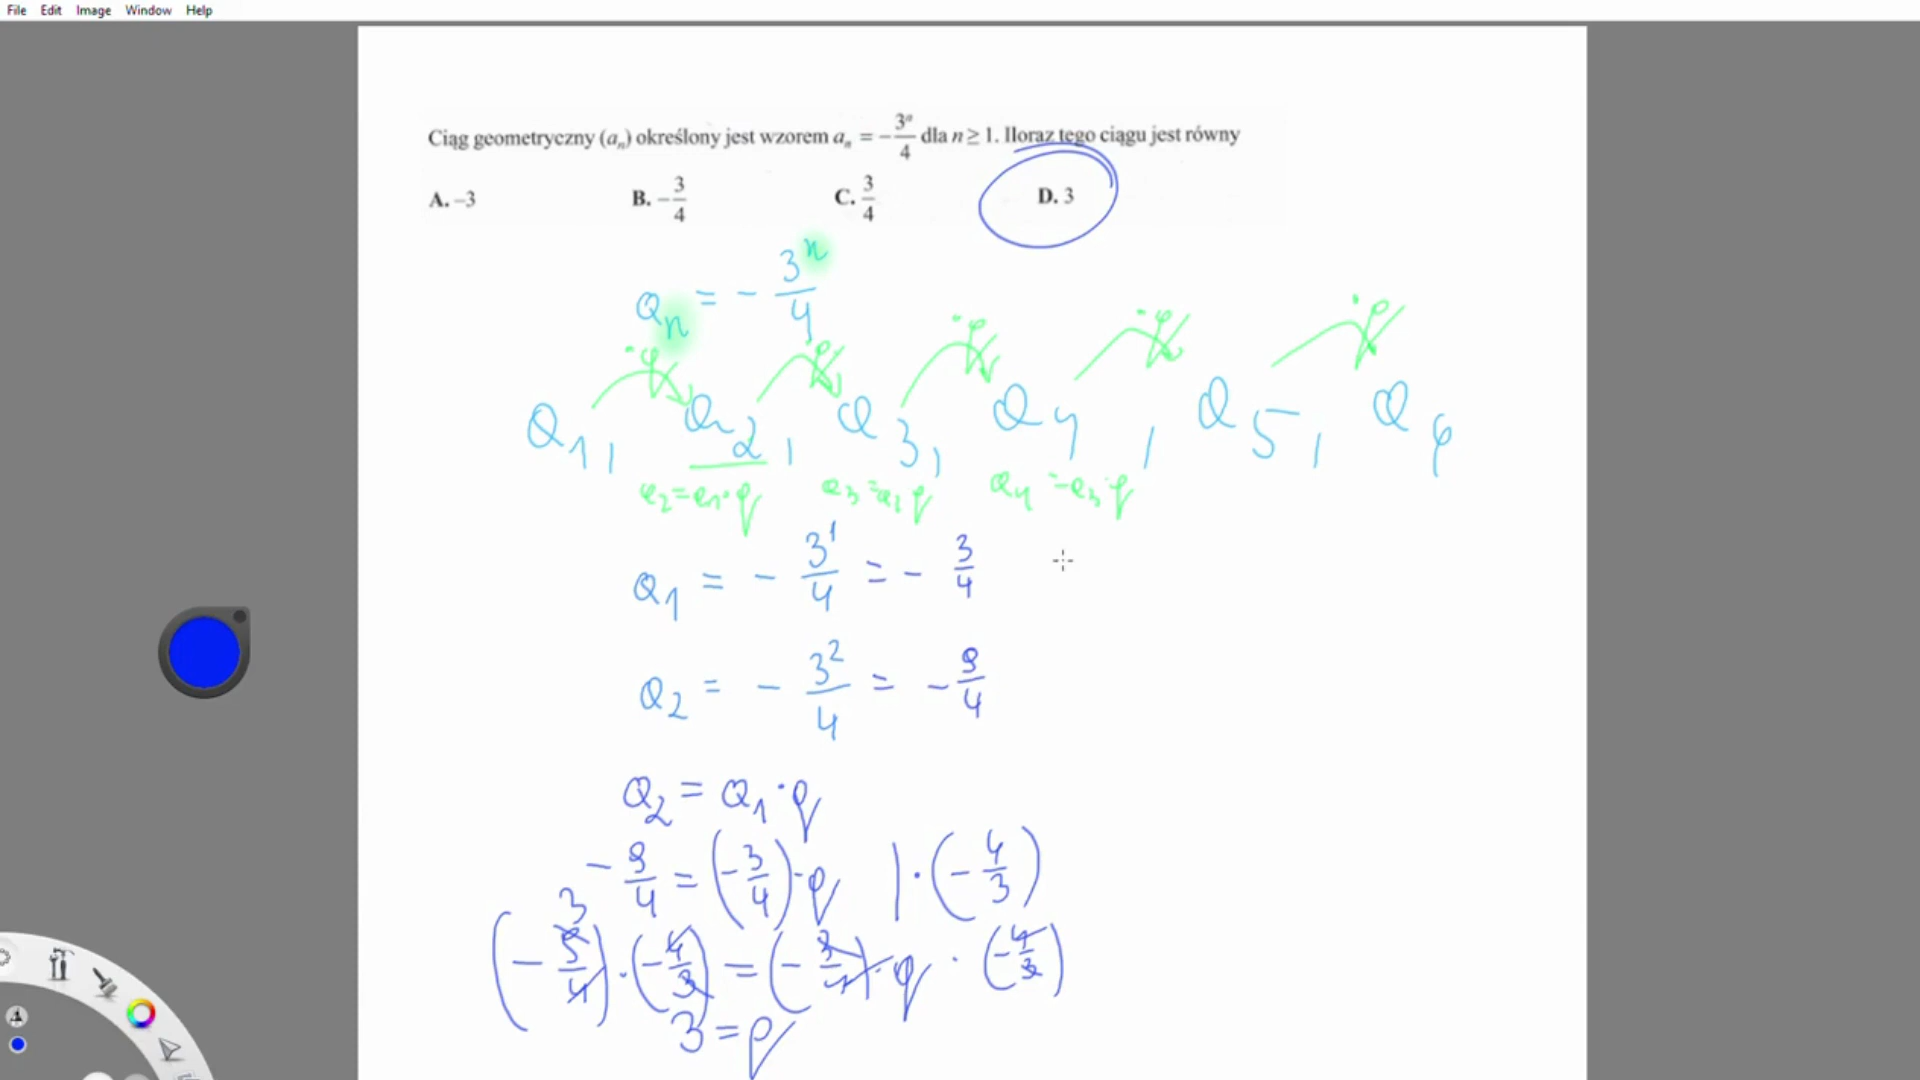 File Edit Image Window Help
Ciąg geometryczny (aₙ) określony jest wzorem aₙ = -3ⁿ/4 dla n ≥ 1. Iloraz tego ciągu jest równy
A. –3 B. -3/4 C. 3/4 D. 3
aₙ = - 3ⁿ/4
·q ·q ·q ·q ·q
a₁, a₂, a₃, a₄, a₅, a₆
a₂ = a₁·q a₃ = a₂ q a₄ = a₃·q
a₁ = - 3¹/4 = - 3/4
a₂ = - 3²/4 = - 9/4
a₂ = a₁ · q
- 9/4 = (-3/4) · q | · (-4/3)
3
(-9/4) · (-4/3) = (-3/4) · q · (-4/3)
3 = q